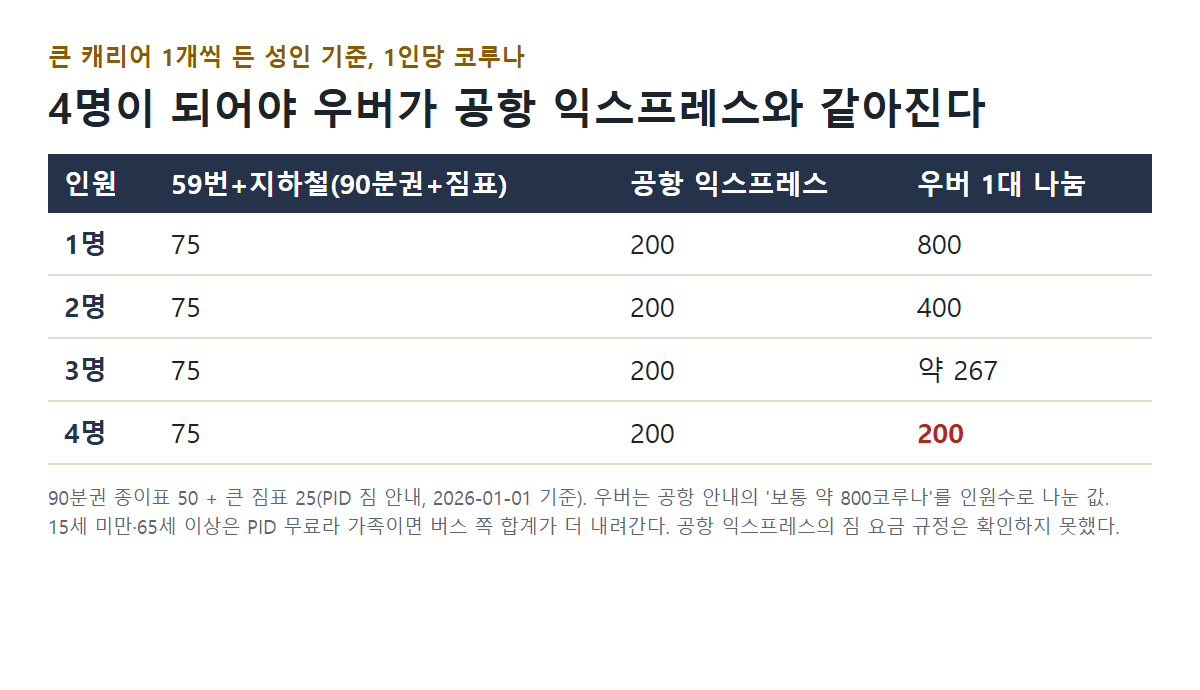 큰 캐리어 1개씩 든 성인 기준, 1인당 코루나
4명이 되어야 우버가 공항 익스프레스와 같아진다
인원 59번+지하철(90분권+짐표) 공항 익스프레스 우버 1대 나눔
1명 75 200 800
2명 75 200 400
3명 75 200 약 267
4명 75 200 200
90분권 종이표 50 + 큰 짐표 25(PID 짐 안내, 2026-01-01 기준). 우버는 공항 안내의 '보통 약 800코루나'를 인원수로 나눈 값.
15세 미만·65세 이상은 PID 무료라 가족이면 버스 쪽 합계가 더 내려간다. 공항 익스프레스의 짐 요금 규정은 확인하지 못했다.